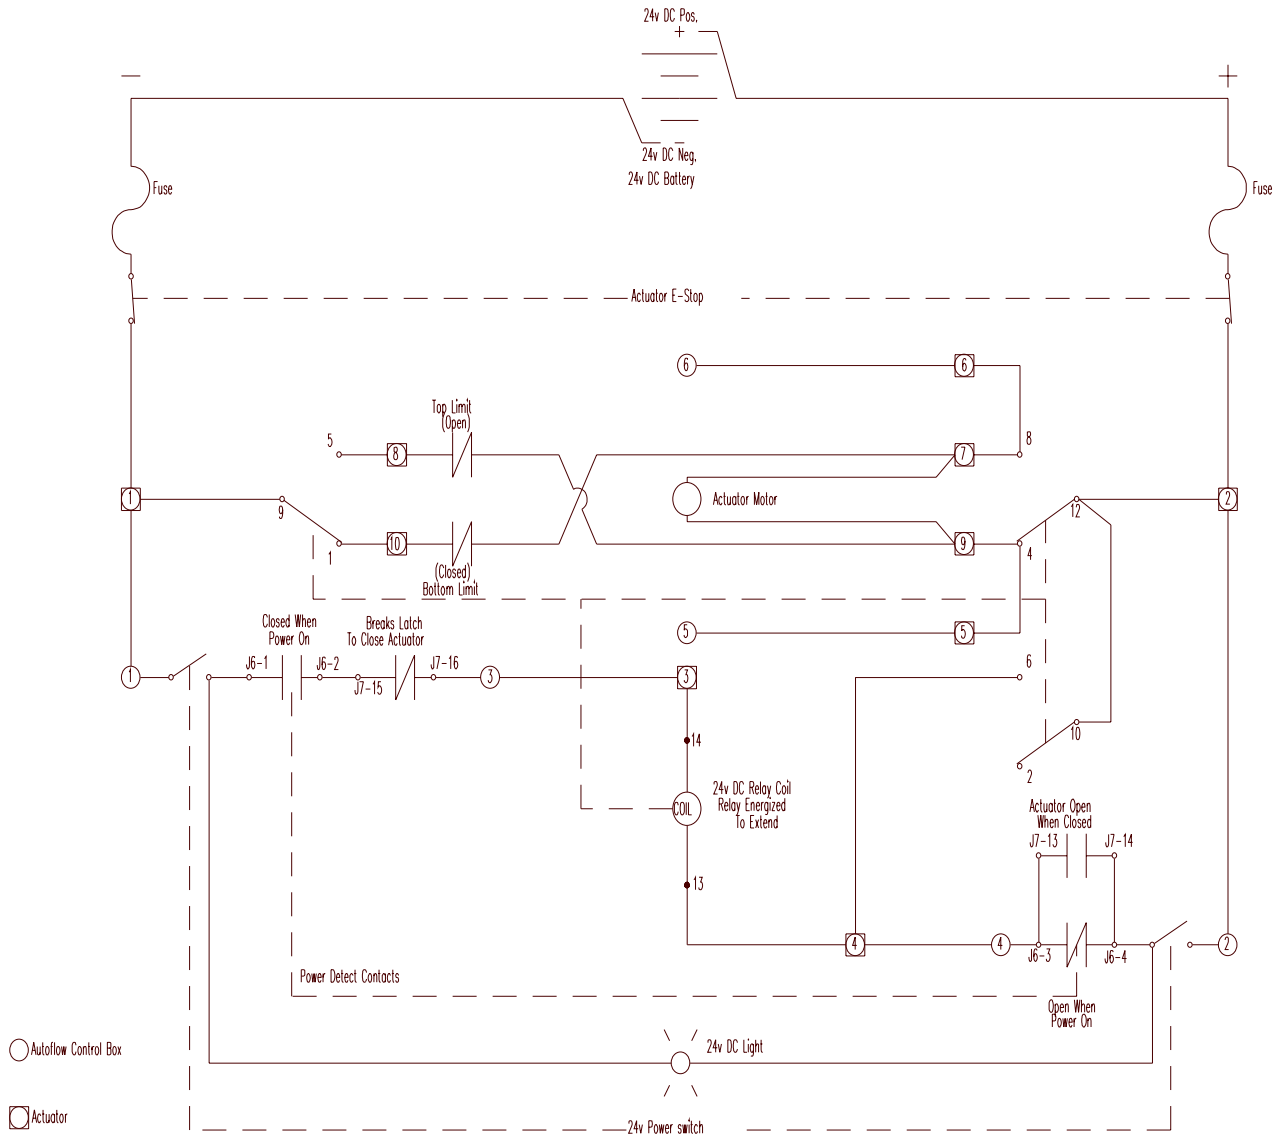 24v DC Pos,
+
—
+
24v DC Neg,
24v DC Battery
Fuse
Fuse
Actuator E-Stop
6
6
Top Limit
(Open)
5
8
7
8
1
9
Actuator Motor
12
2
1
10
9
4
(Closed)
Bottom Limit
Closed When
Power On
Breaks Latch
To Close Actuator
5
5
J6-1
J6-2
J7-15
J7-16
1
3
3
6
14
10
2
COIL
24v DC Relay Coil
Relay Energized
To Extend
Actuator Open
When Closed
J7-13
J7-14
13
4
4
J6-3
J6-4
2
Power Detect Contacts
Open When
Power On
Autoflow Control Box
24v DC Light
Actuator
24v Power switch